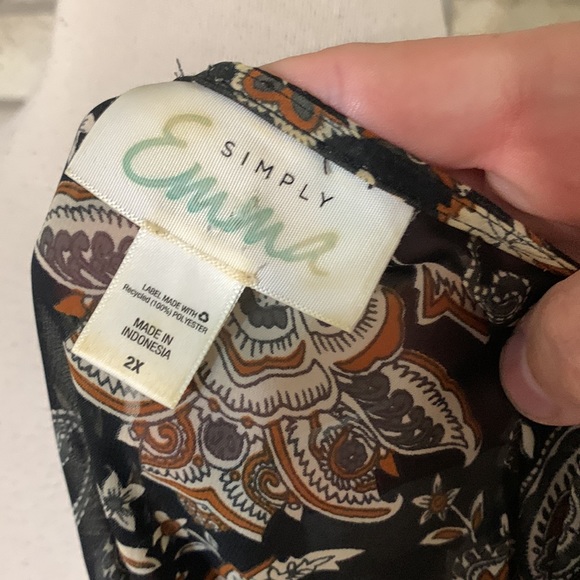 SIMPLY
Emma
LABEL MADE WITH
Recycled (100%) POLYESTER
MADE IN
INDONESIA
2X